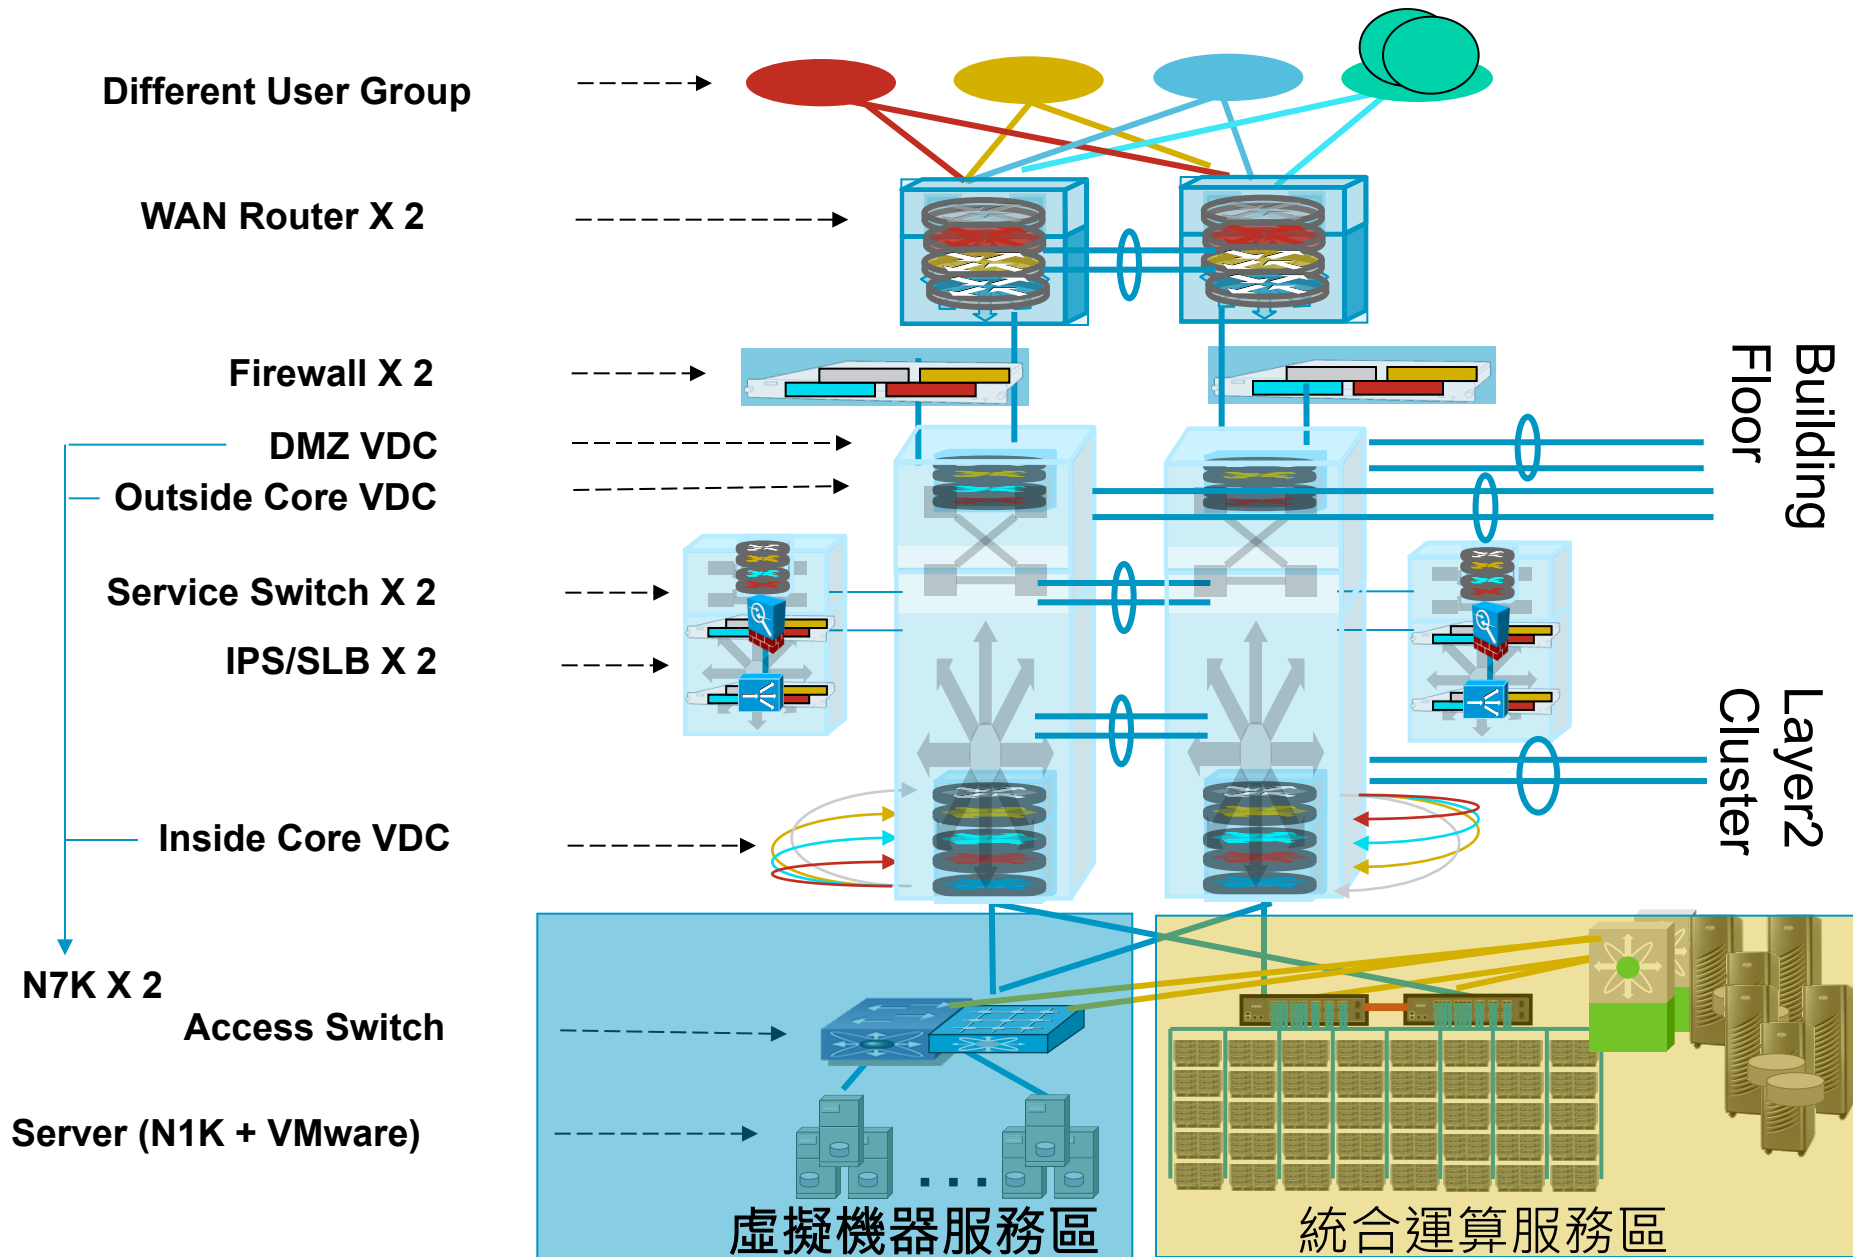 Different User Group
WAN Router X 2
Firewall X 2
DMZ VDC
Outside Core VDC
Service Switch X 2
IPS/SLB X 2
Inside Core VDC
N7K X 2
Access Switch
Server (N1K + VMware)
Building
Floor
Layer2
Cluster
. . .
虛擬機器服務區
統合運算服務區